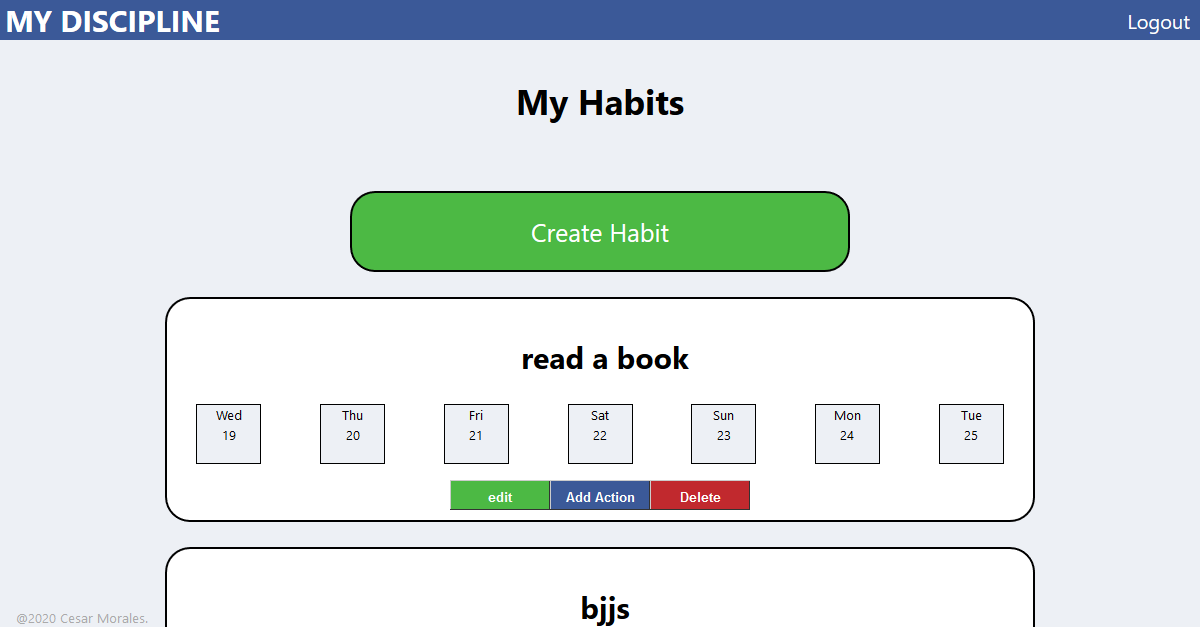 MY DISCIPLINE
Logout
My Habits
Create Habit
read a book
Wed Thu Fri Sat Sun Mon Tue
19 20 21 22 23 24 25
edit Add Action Delete
bjjs
@2020 Cesar Morales.